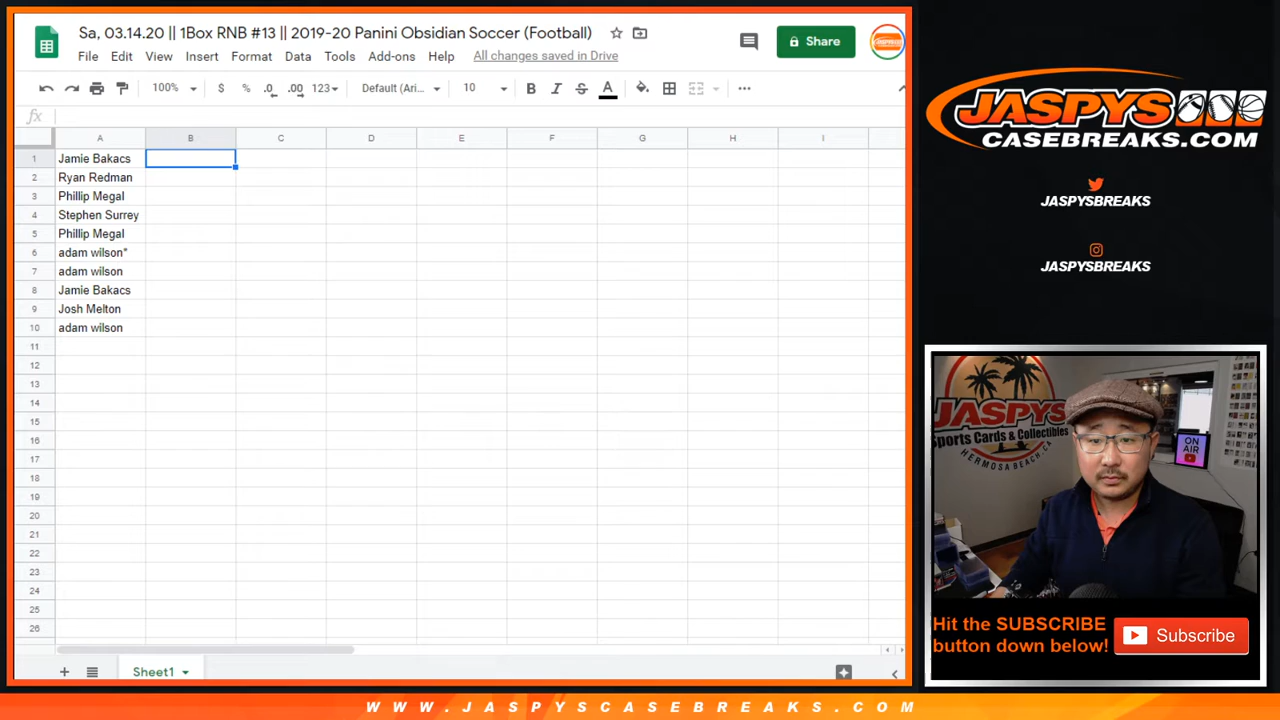 Sa, 03.14.20 || 1Box RNB #13 || 2019-20 Panini Obsidian Soccer (Football)
File Edit View Insert Format Data Tools Add-ons Help All changes saved in Drive
Share
100% $ % .0 .00 123 Default (Ari... 10 B I S A
fx
A B C D E F G H I
1 Jamie Bakacs
2 Ryan Redman
3 Phillip Megal
4 Stephen Surrey
5 Phillip Megal
6 adam wilson*
7 adam wilson
8 Jamie Bakacs
9 Josh Melton
10 adam wilson
11
12
13
14
15
16
17
18
19
20
21
22
23
24
25
26
Sheet1
JASPYS
CASEBREAKS.COM
JASPYSBREAKS
JASPYSBREAKS
JASPYS
Sports Cards & Collectibles
HERMOSA BEACH, CA
ON
AIR
Hit the SUBSCRIBE
button down below!
Subscribe
WWW.JASPYSCASEBREAKS.COM